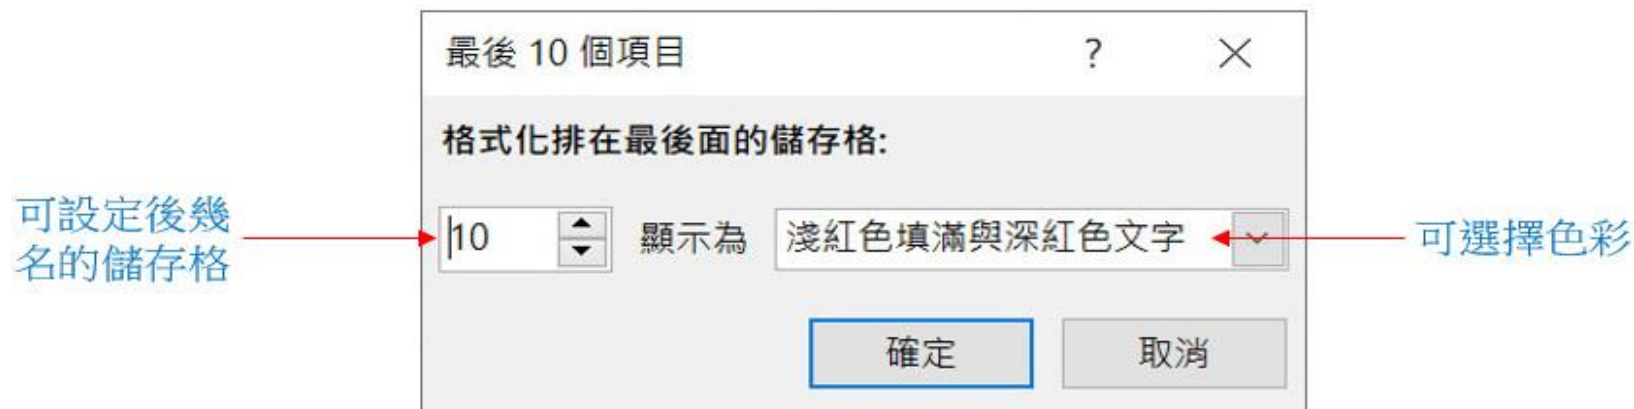 最後 10 個項目
格式化排在最後面的儲存格:
可設定後幾
名的儲存格
10 顯示為 淺紅色填滿與深紅色文字
可選擇色彩
確定 取消